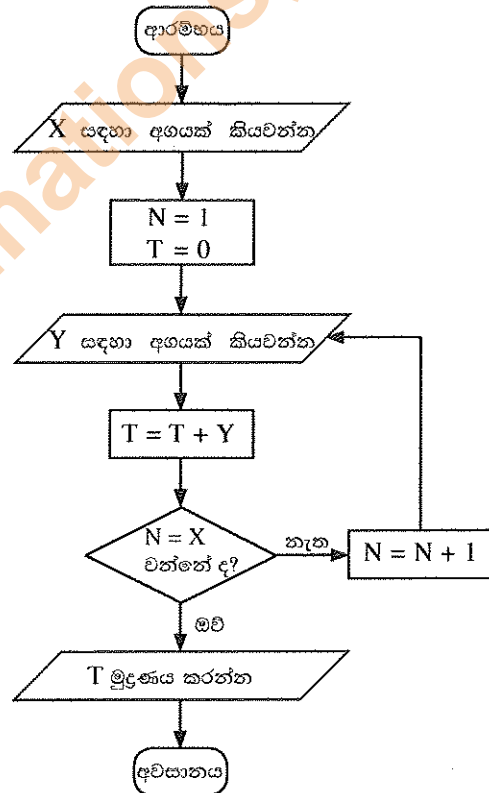 ආරම්භය
X සඳහා අගයක් කියවන්න
N = 1
T = 0
Y සඳහා අගයක් කියවන්න
T = T + Y
N = X
වන්නේ ද?
නැත
N = N + 1
ඔව්
T මුද්‍රණය කරන්න
අවසානය